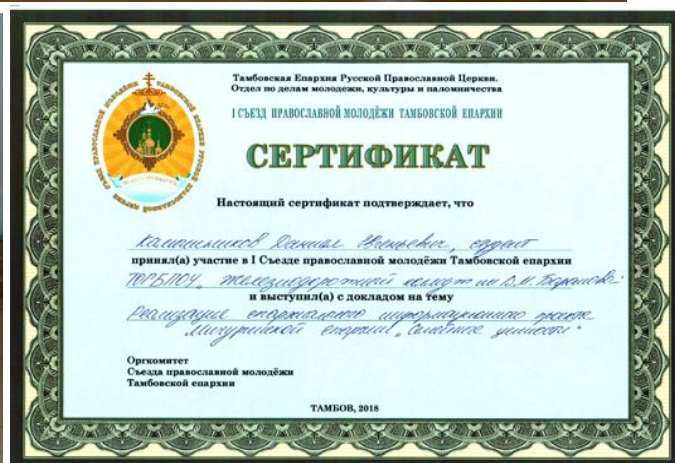 Тамбовская Епархия Русской Православной Церкви.
Отдел по делам молодежи, культуры и паломничества
I СЪЕЗД ПРАВОСЛАВНОЙ МОЛОДЁЖИ ТАМБОВСКОЙ ЕПАРХИИ
СЕРТИФИКАТ
Настоящий сертификат подтверждает, что
Даниил Евгеньевич, студент
принял(а) участие в I Съезде православной молодёжи Тамбовской епархии
ТОГБПОУ „Железнодорожный колледж им В.М. Баранова"
и выступил(а) с докладом на тему
Реализация епархиального информационного проекта
Мичуринской епархии „Семейные ценности"
Оргкомитет
Съезда православной молодёжи
Тамбовской епархии
ТАМБОВ, 2018